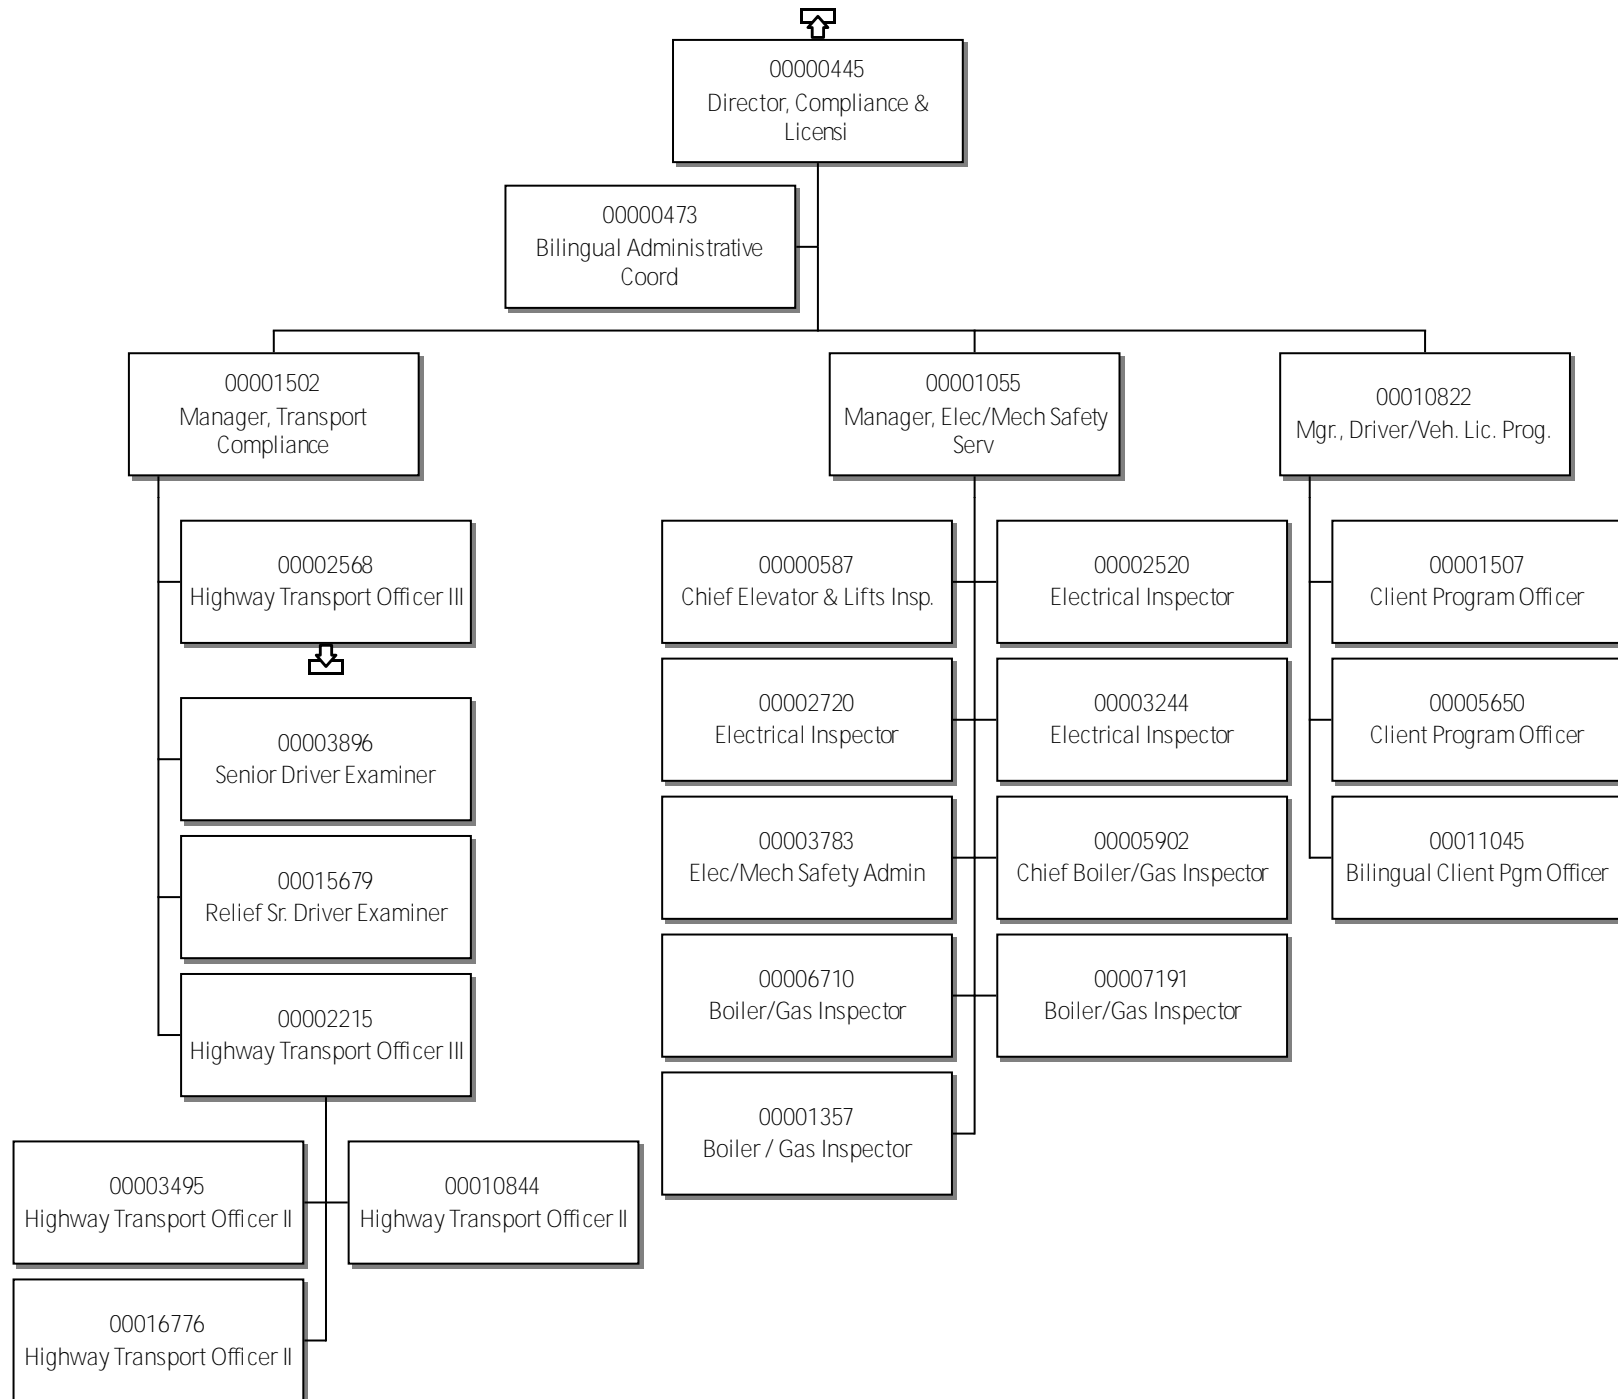 00000445
Director, Compliance &
Licensi
00000473
Bilingual Administrative
Coord
00001502
Manager, Transport
Compliance
00001055
Manager, Elec/Mech Safety
Serv
00010822
Mgr., Driver/Veh. Lic. Prog.
00002568
Highway Transport Officer III
00003896
Senior Driver Examiner
00015679
Relief Sr. Driver Examiner
00002215
Highway Transport Officer III
00003495
Highway Transport Officer II
00010844
Highway Transport Officer II
00016776
Highway Transport Officer II
00000587
Chief Elevator & Lifts Insp.
00002520
Electrical Inspector
00002720
Electrical Inspector
00003244
Electrical Inspector
00003783
Elec/Mech Safety Admin
00005902
Chief Boiler/Gas Inspector
00006710
Boiler/Gas Inspector
00007191
Boiler/Gas Inspector
00001357
Boiler / Gas Inspector
00001507
Client Program Officer
00005650
Client Program Officer
00011045
Bilingual Client Pgm Officer